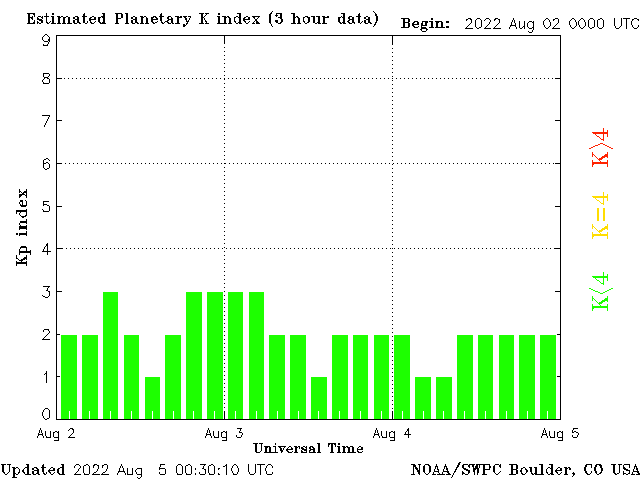 Estimated Planetary K index (3 hour data)
Begin: 2022 Aug 02 0000 UTC
9
8
7
6
5
4
3
2
1
0
Kp index
K>4
K=4
K<4
Aug 2
Aug 3
Aug 4
Aug 5
Universal Time
Updated 2022 Aug 5 00:30:10 UTC
NOAA/SWPC Boulder, CO USA